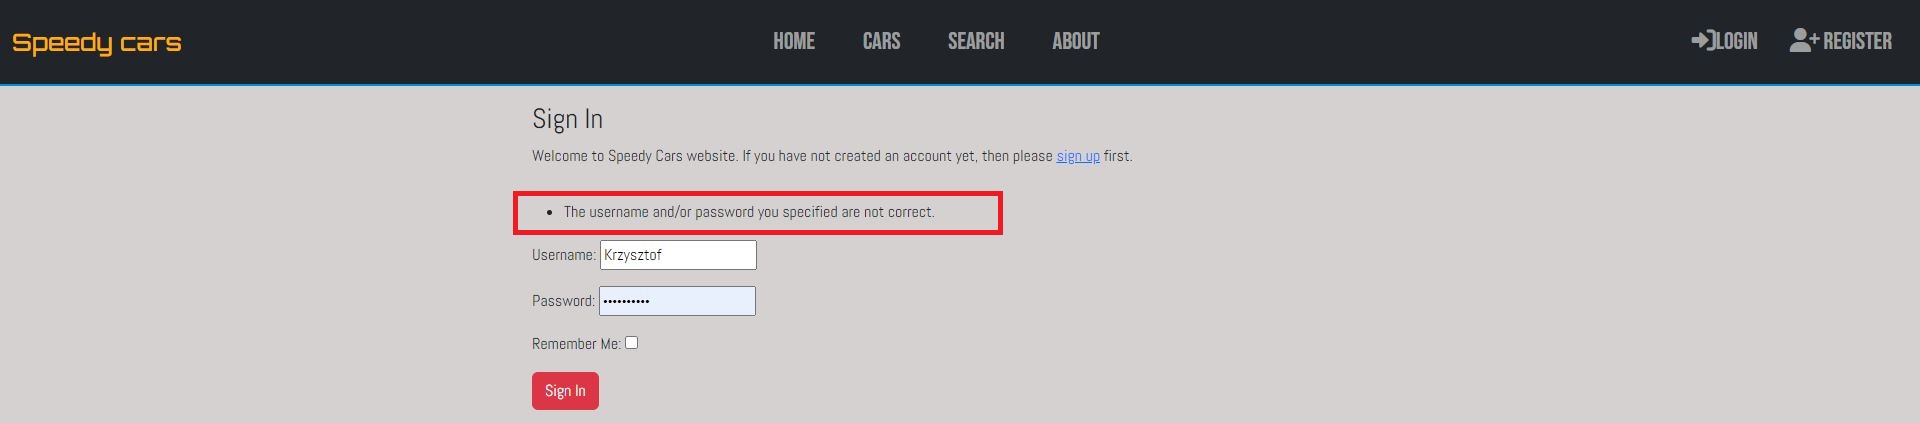 Speedy cars
HOME CARS SEARCH ABOUT
LOGIN REGISTER
Sign In
Welcome to Speedy Cars website. If you have not created an account yet, then please sign up first.
• The username and/or password you specified are not correct.
Username: Krzysztof
Password: ••••••••••
Remember Me:
Sign In